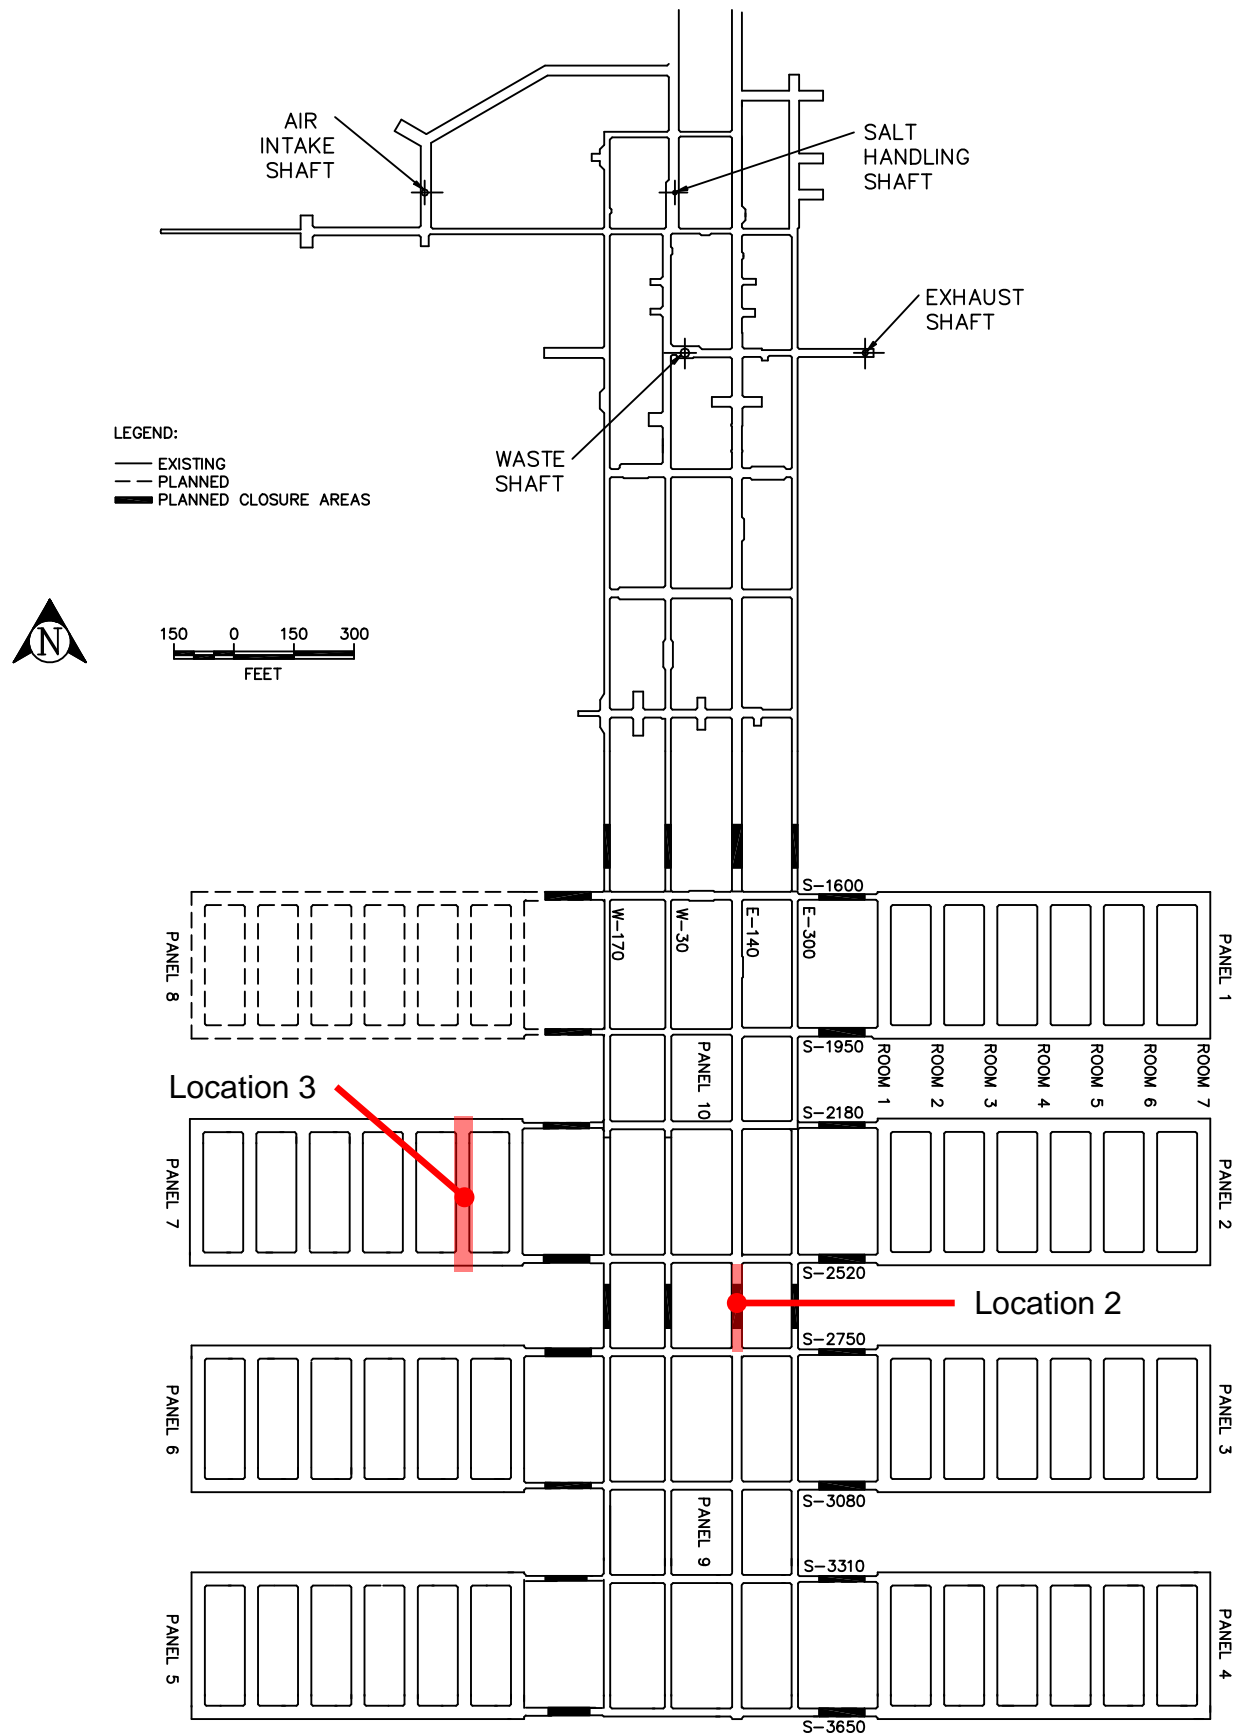 AIR
INTAKE
SHAFT
SALT
HANDLING
SHAFT
EXHAUST
SHAFT
WASTE
SHAFT
LEGEND:
EXISTING
PLANNED
PLANNED CLOSURE AREAS
N
150 0 150 300
FEET
S-1600
W-170
W-30
E-140
E-300
PANEL 8
PANEL 1
S-1950
PANEL 10
ROOM 1
ROOM 2
ROOM 3
ROOM 4
ROOM 5
ROOM 6
ROOM 7
Location 3
S-2180
PANEL 7
PANEL 2
S-2520
Location 2
S-2750
PANEL 6
PANEL 3
S-3080
PANEL 9
S-3310
PANEL 5
PANEL 4
S-3650